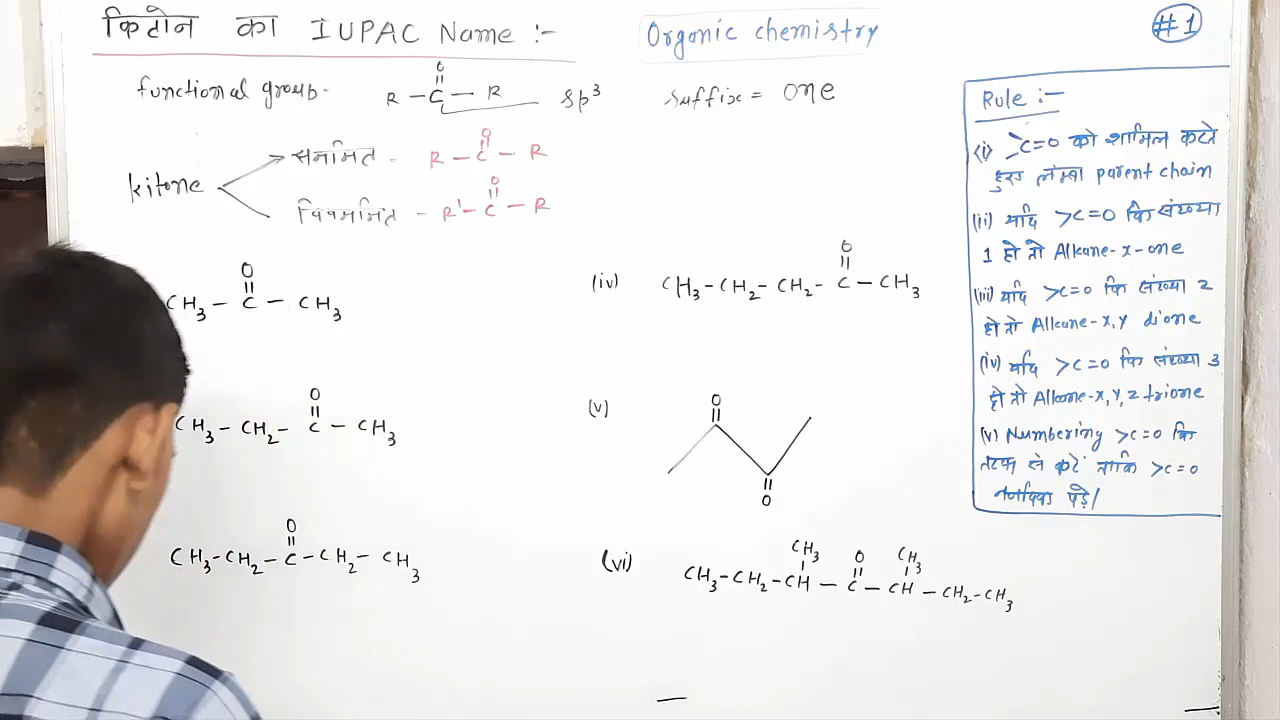 किटोन का IUPAC Name :-
Organic chemistry
#1
functional group -
O
R - C - R
sp³
suffix = one
kitone
सममित -
O
R - C - R
विषममित -
O
R' - C - R
O
CH₃ - C - CH₃
O
CH₃ - CH₂ - C - CH₃
O
CH₃-CH₂ - C - CH₂ - CH₃
(iv)
O
CH₃-CH₂-CH₂-C-CH₃
(v)
O
O
(vi)
CH₃ O CH₃
CH₃-CH₂-CH - C - CH - CH₂-CH₃
Rule :-
(i) >C=O को शामिल करते
हुए लम्बा parent chain
(ii) यदि >C=O कि संख्या
1 हो तो Alkane-x-one
(iii) यदि >C=O कि संख्या 2
हो तो Alkane-x,y dione
(iv) यदि >C=O कि संख्या 3
हो तो Alkane-x,y,z trione
(v) Numbering >C=O कि
तरफ से करें ताकि >C=O
पड़े।